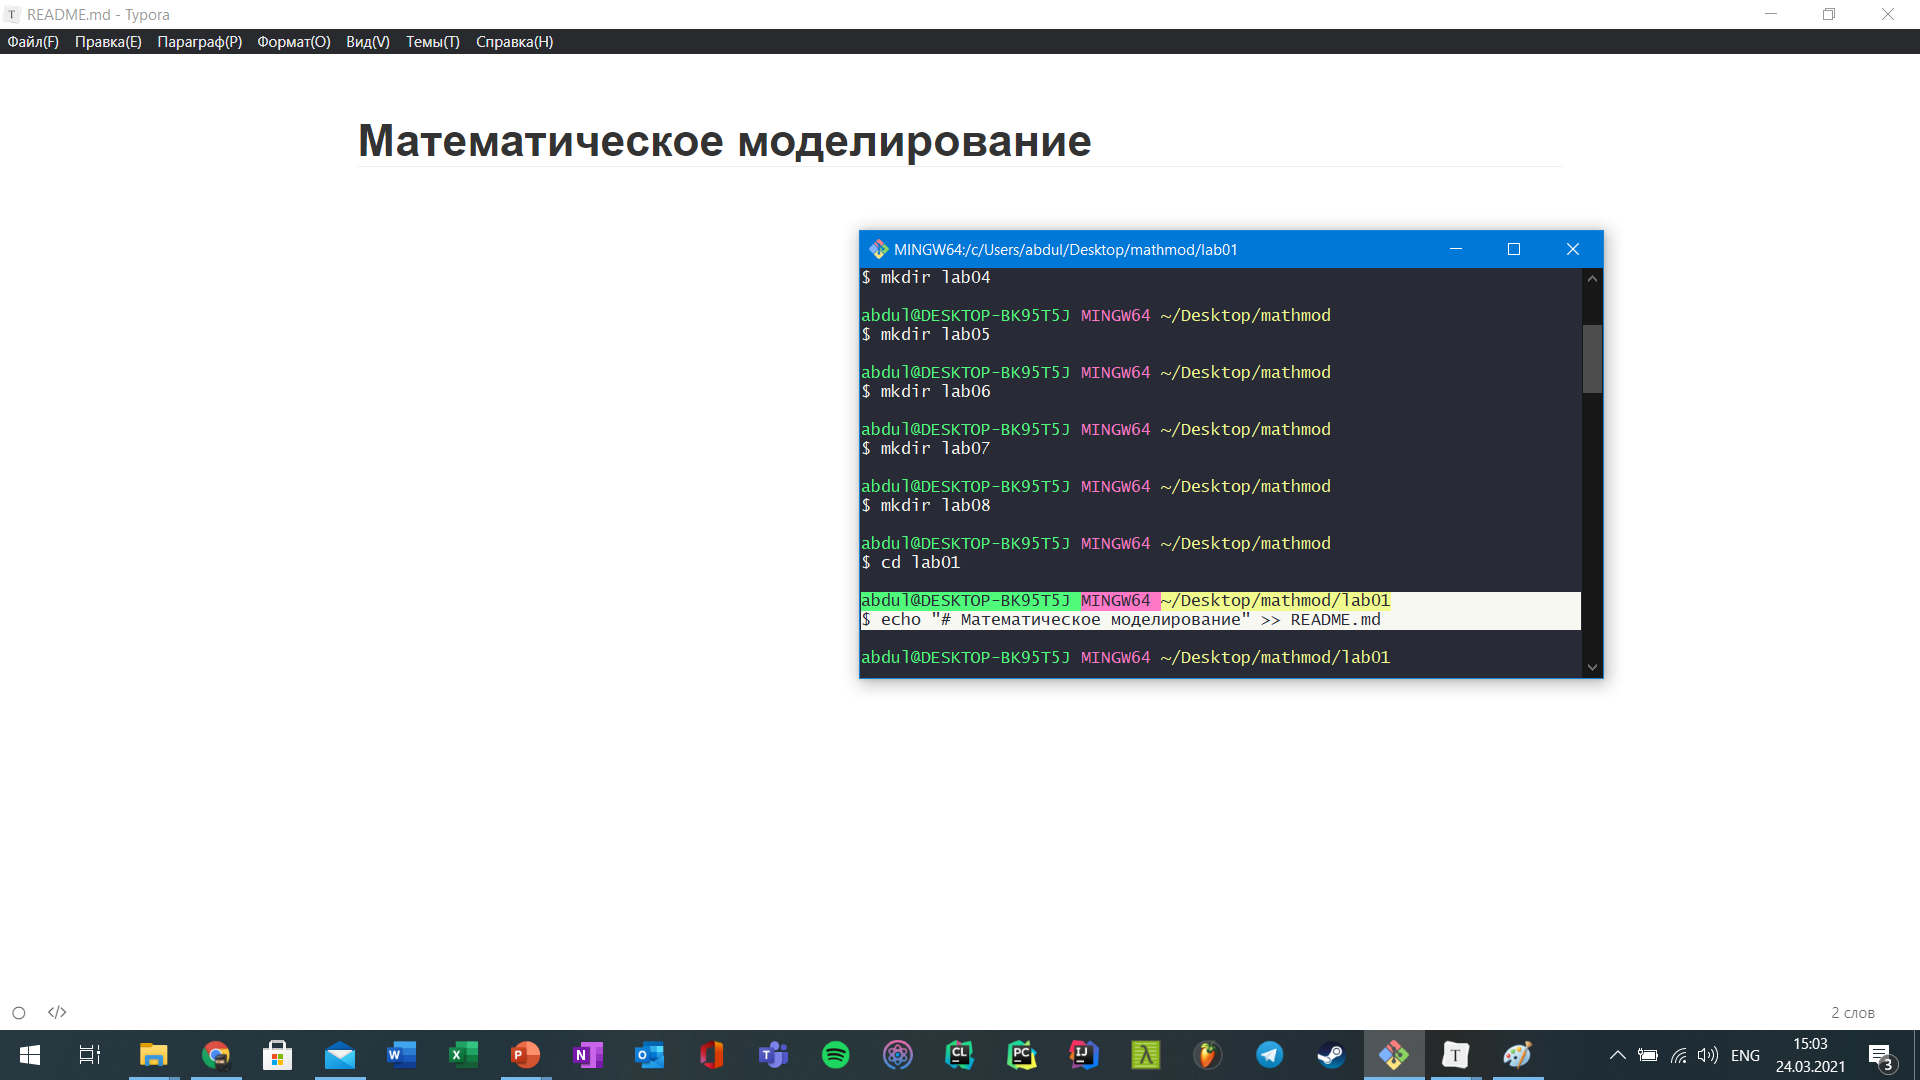 README.md - Typora
Файл(F) Правка(E) Параграф(P) Формат(O) Вид(V) Темы(T) Справка(H)
Математическое моделирование
MINGW64:/c/Users/abdul/Desktop/mathmod/lab01
$ mkdir lab04
abdul@DESKTOP-BK95T5J MINGW64 ~/Desktop/mathmod
$ mkdir lab05
abdul@DESKTOP-BK95T5J MINGW64 ~/Desktop/mathmod
$ mkdir lab06
abdul@DESKTOP-BK95T5J MINGW64 ~/Desktop/mathmod
$ mkdir lab07
abdul@DESKTOP-BK95T5J MINGW64 ~/Desktop/mathmod
$ mkdir lab08
abdul@DESKTOP-BK95T5J MINGW64 ~/Desktop/mathmod
$ cd lab01
abdul@DESKTOP-BK95T5J MINGW64 ~/Desktop/mathmod/lab01
$ echo "# Математическое моделирование" >> README.md
abdul@DESKTOP-BK95T5J MINGW64 ~/Desktop/mathmod/lab01
2 слов
ENG
15:03
24.03.2021
3